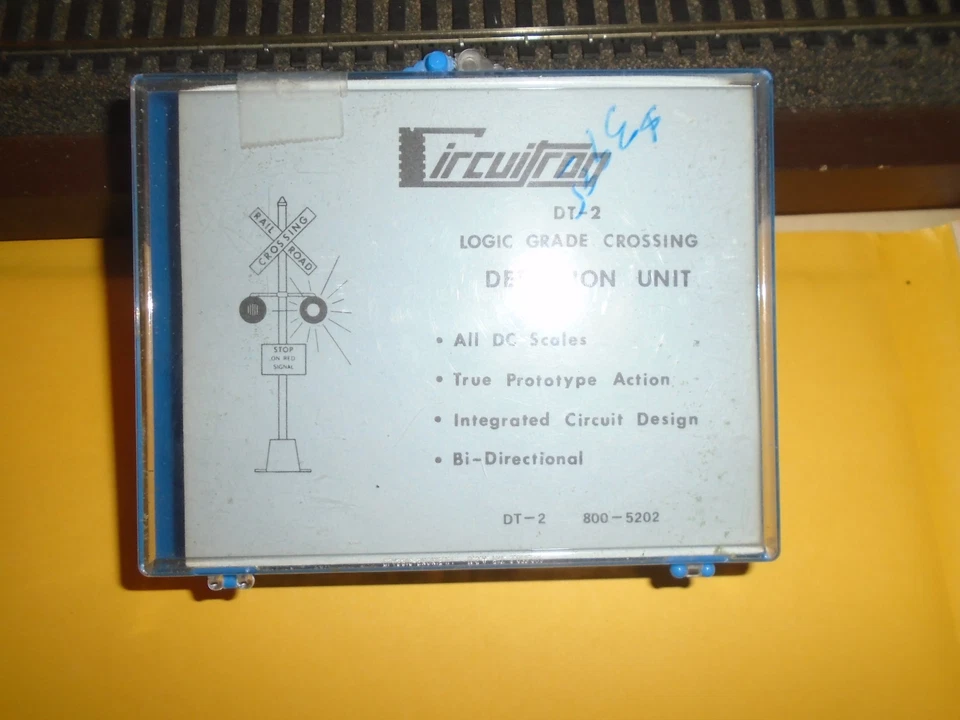 Circuitron
DT-2
LOGIC GRADE CROSSING
UNIT
• All DC Scales
• True Prototype Action
• Integrated Circuit Design
• Bi-Directional
DT-2 800-5202
RAIL
CROSSING
ROAD
STOP
ON RED
SIGNAL